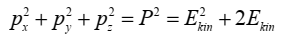 $p_x^2 + p_y^2 + p_z^2 = P^2 = E_{kin}^2 + 2E_{kin}$